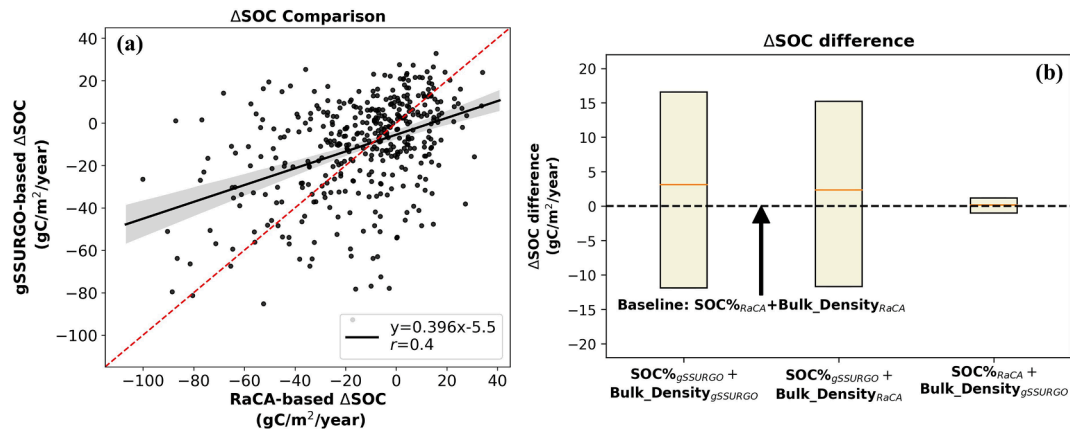 ΔSOC Comparison
(a)
40
20
0
−20
−40
−60
−80
−100
gSSURGO-based ΔSOC
(gC/m²/year)
y=0.396x-5.5
r=0.4
−100 −80 −60 −40 −20 0 20 40
RaCA-based ΔSOC
(gC/m²/year)
ΔSOC difference
(b)
20
15
10
5
0
−5
−10
−15
−20
ΔSOC difference
(gC/m²/year)
Baseline: SOC%RaCA+Bulk_DensityRaCA
SOC%gSSURGO +
Bulk_DensitygSSURGO
SOC%gSSURGO +
Bulk_DensityRaCA
SOC%RaCA +
Bulk_DensitygSSURGO